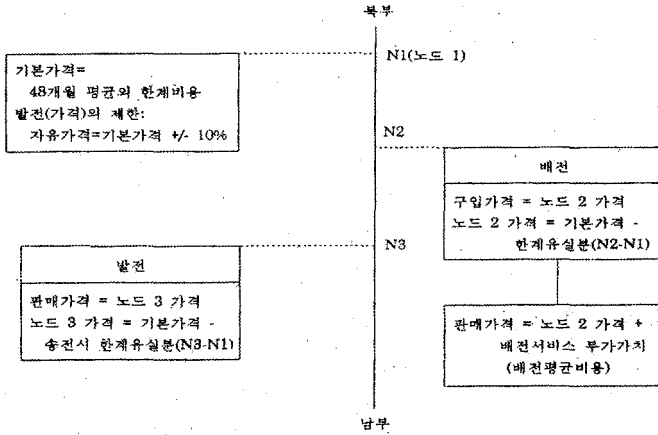 북부
N1(노드 1)
기본가격=
48개월 평균의 한계비용
발전(가격)의 제한:
자유가격=기본가격 +/- 10%
N2
배전
구입가격 = 노드 2 가격
노드 2 가격 = 기본가격 -
한계유실분(N2-N1)
N3
발전
판매가격 = 노드 3 가격
노드 3 가격 = 기본가격 -
송전시 한계유실분(N3-N1)
판매가격 = 노드 2 가격 +
배전서비스 부가가치
(배전평균비용)
남부